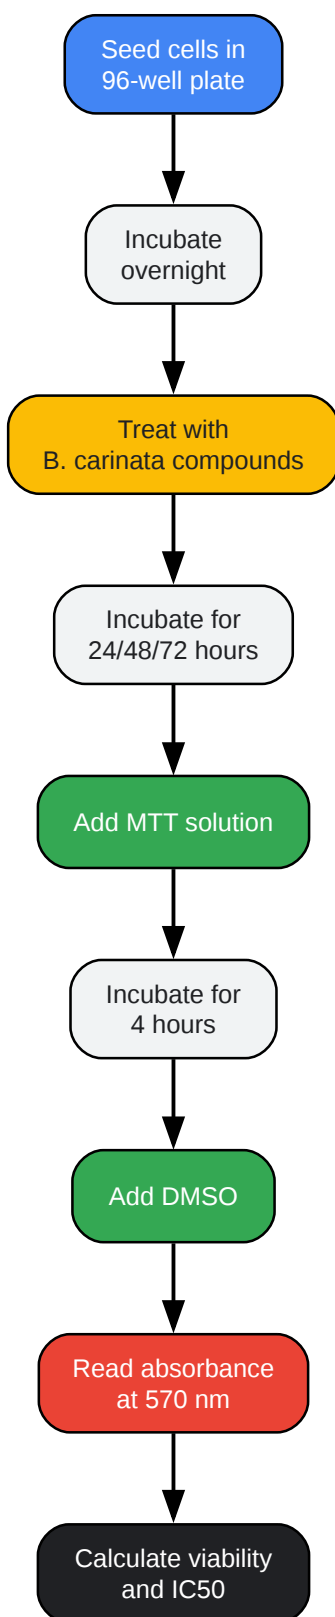 Seed cells in
96-well plate
Incubate
overnight
Treat with
B. carinata compounds
Incubate for
24/48/72 hours
Add MTT solution
Incubate for
4 hours
Add DMSO
Read absorbance
at 570 nm
Calculate viability
and IC50